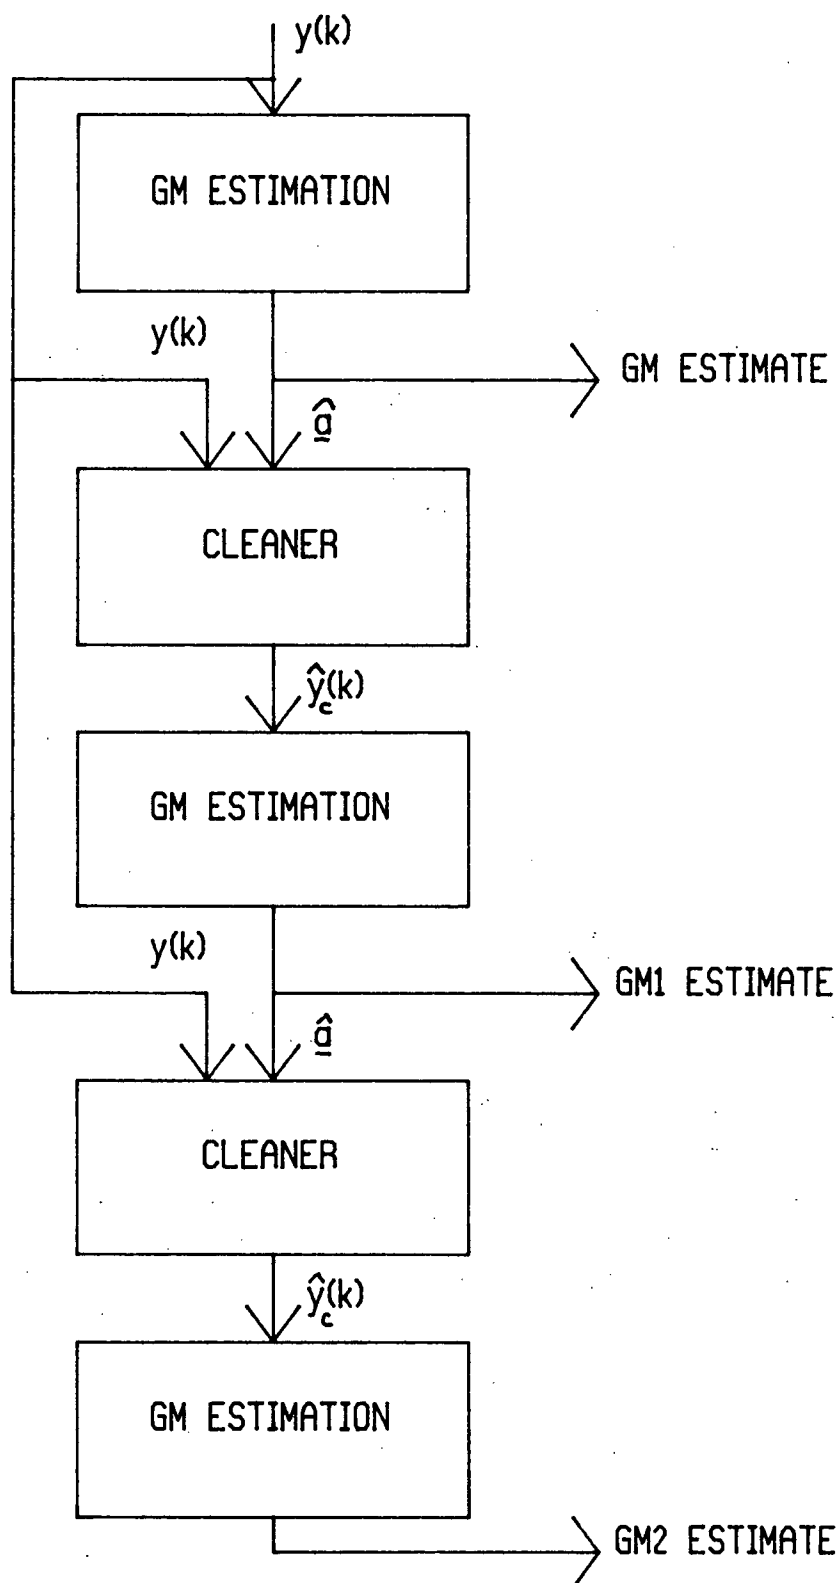 y(k)
GM ESTIMATION
y(k)
GM ESTIMATE
â
CLEANER
ŷc(k)
GM ESTIMATION
y(k)
GM1 ESTIMATE
â
CLEANER
ŷc(k)
GM ESTIMATION
GM2 ESTIMATE